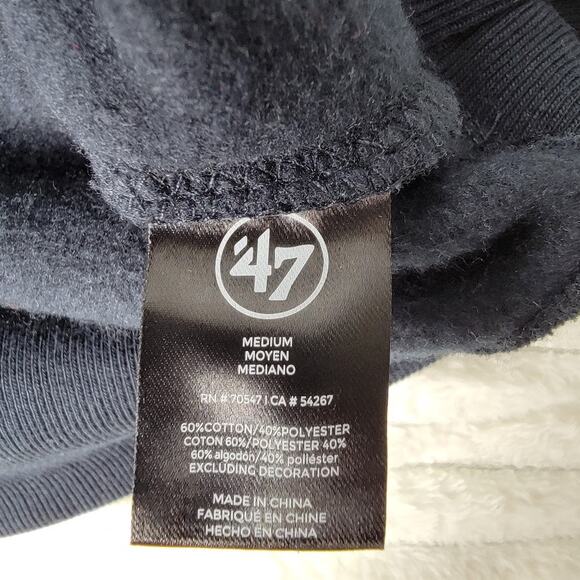 '47
MEDIUM
MOYEN
MEDIANO
RN # 70547 | CA # 54267
60%COTTON/40%POLYESTER
COTON 60%/POLYESTER 40%
60% algodón/40% poliéster
EXCLUDING DECORATION
MADE IN CHINA
FABRIQUÉ EN CHINE
HECHO EN CHINA